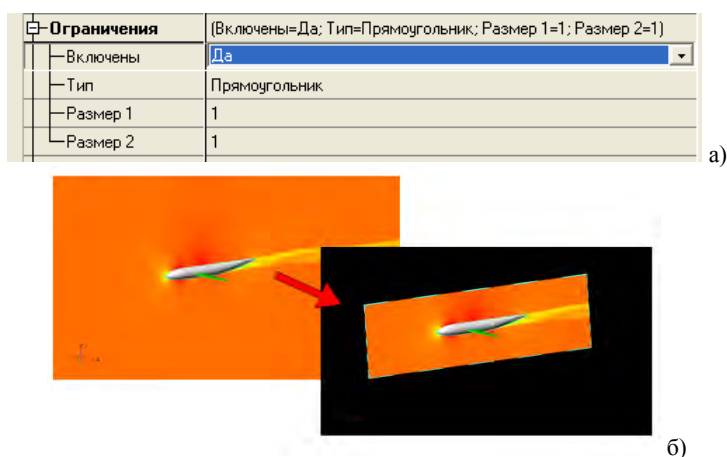 Ограничения (Включены=Да; Тип=Прямоугольник; Размер 1=1; Размер 2=1)
Включены Да
Тип Прямоугольник
Размер 1 1
Размер 2 1
а)
б)